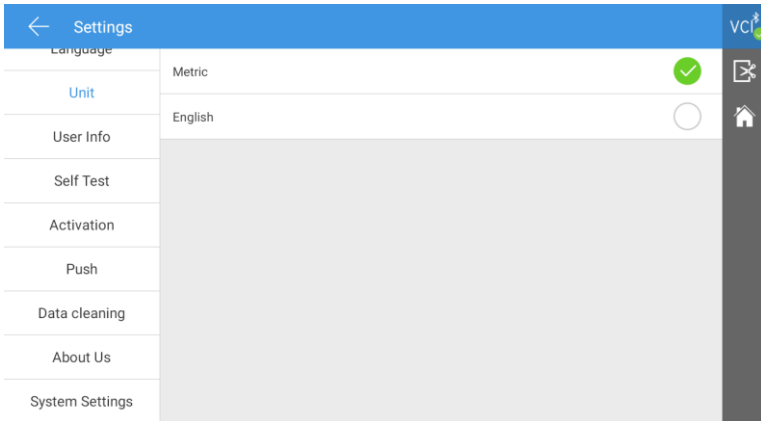 Settings
VCI
Language
Unit
User Info
Self Test
Activation
Push
Data cleaning
About Us
System Settings
Metric
English